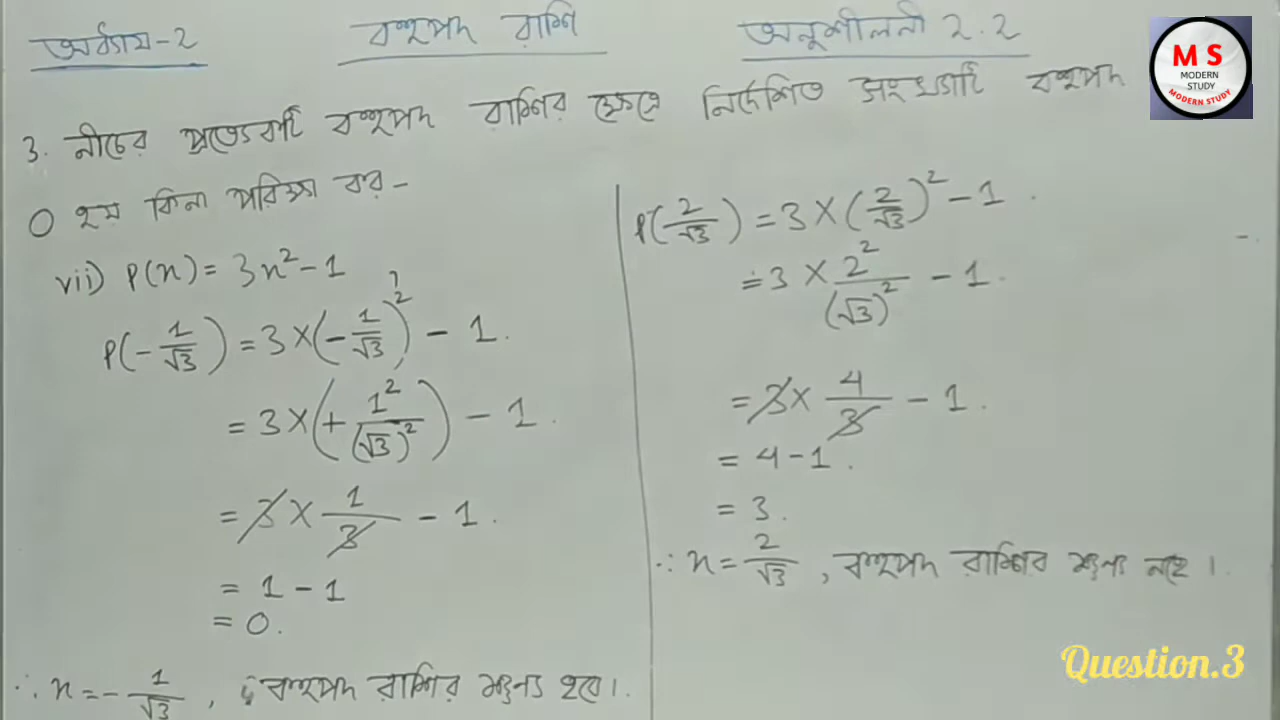 অধ্যায়-2 বহুপদ রাশি অনুশীলনী 2.2
M S
MODERN
STUDY
MODERN STUDY
3. নীচের প্রত্যেকটি বহুপদ রাশির ক্ষেত্রে নিৰ্দেশিত সংখ্যাটি বহুপদ
0 হয় কিনা পরিক্ষা কর -
vii) P(x) = 3x² - 1
P(-1/√3) = 3 × (-1/√3)² - 1.
= 3 × (+ 1²/(√3)²) - 1.
= 3 × 1/3 - 1.
= 1 - 1
= 0.
∴ x = - 1/√3 , বহুপদ রাশির শূন্য হবে।.
P(2/√3) = 3 × (2/√3)² - 1.
= 3 × 2²/(√3)² - 1.
= 3 × 4/3 - 1.
= 4 - 1.
= 3.
∴ x = 2/√3 , বহুপদ রাশির শূন্য নহে ।.
Question.3